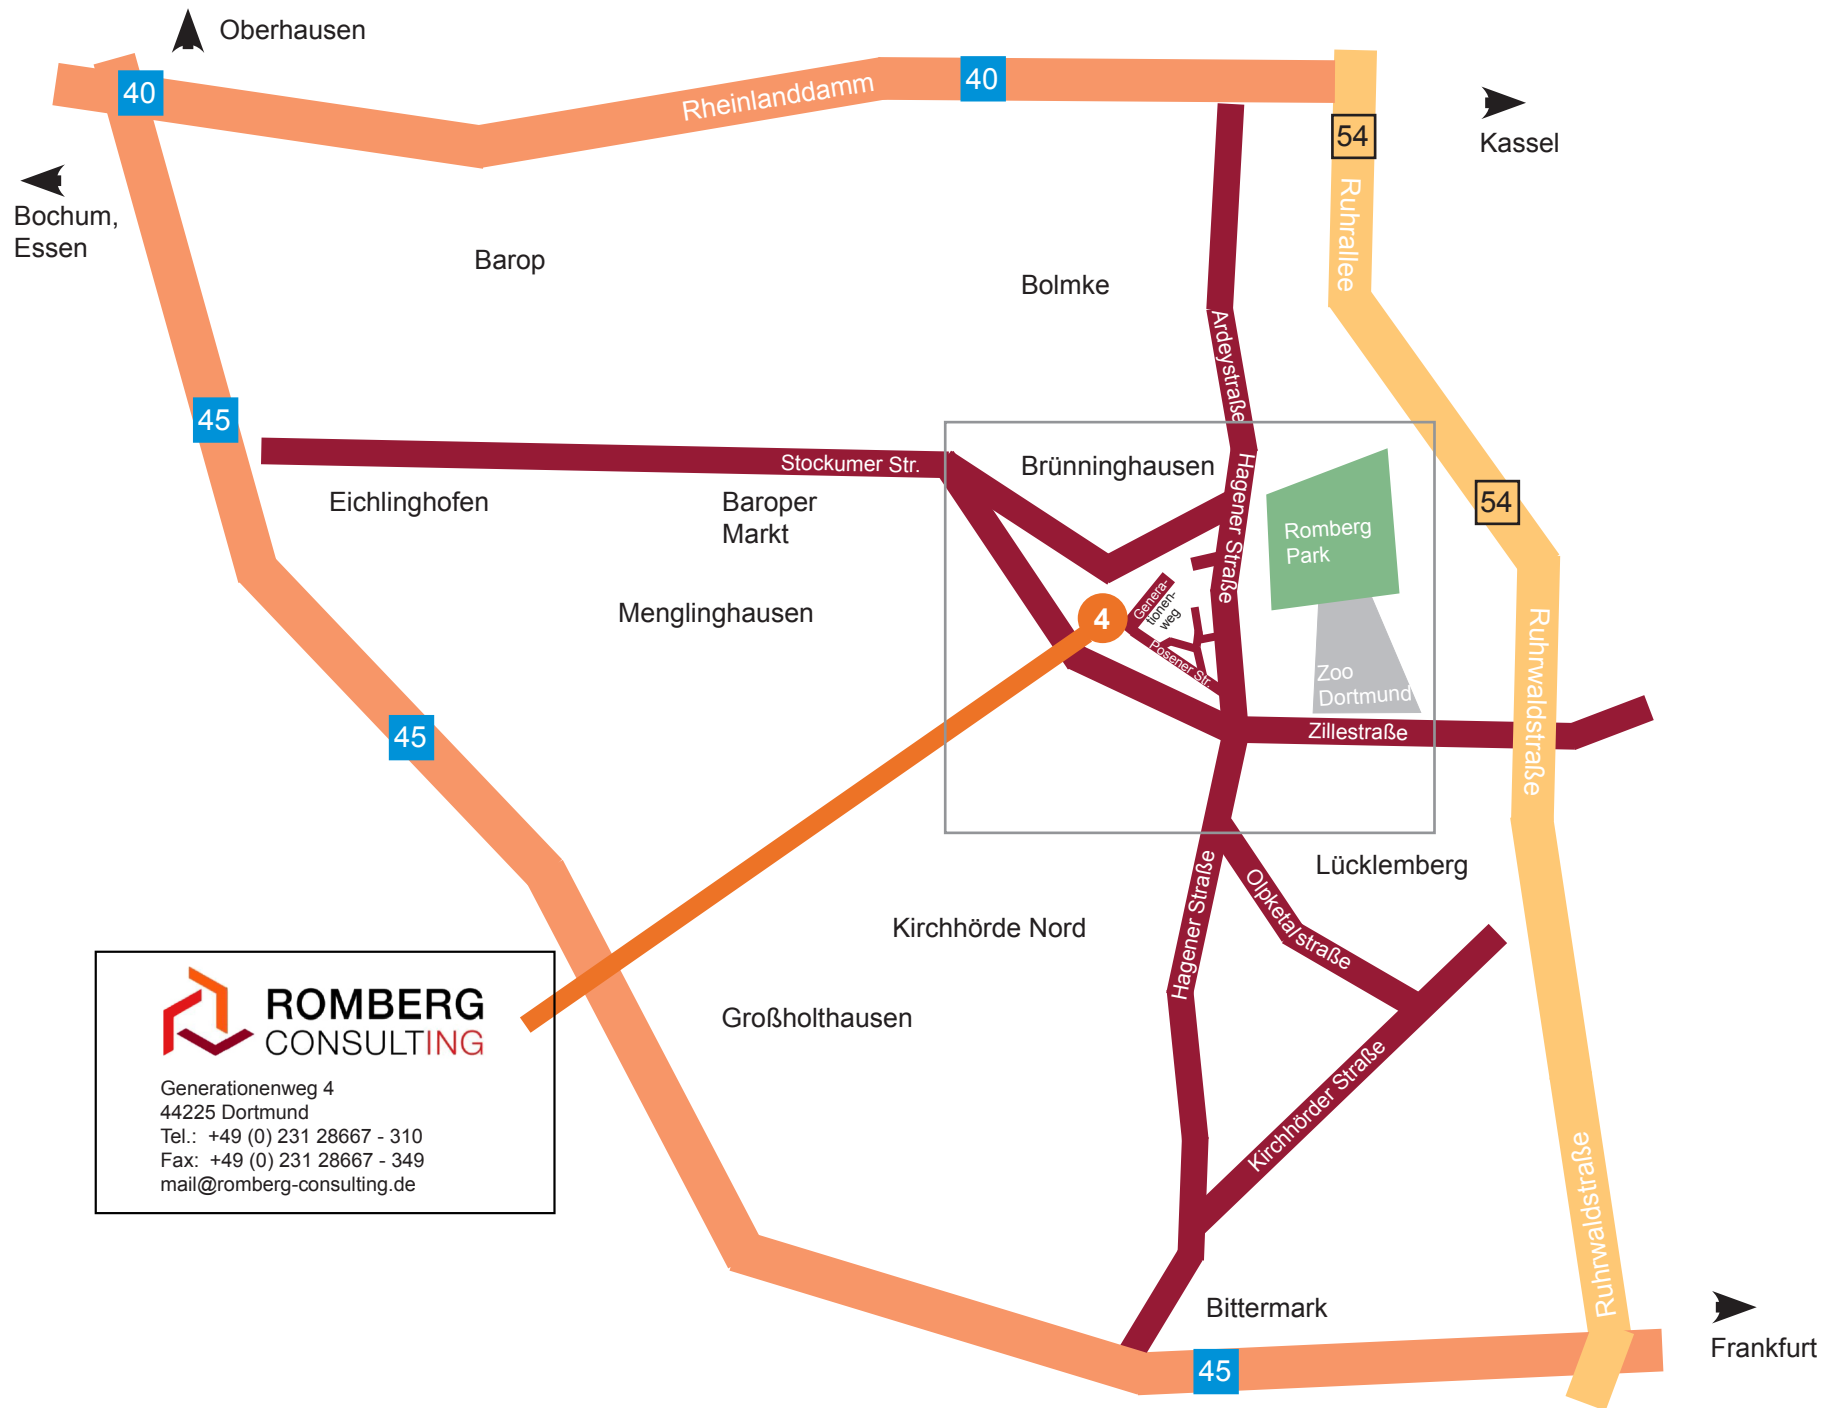 Oberhausen
40
Rheinlanddamm
40
54
Kassel
Bochum,
Essen
Ruhrallee
Barop
Bolmke
Ardeystraße
45
Stockumer Str.
Brünninghausen
Hagener Straße
Eichlinghofen
Baroper
Markt
54
Romberg
Park
Genera-
tionen-
weg
Menglinghausen
4
Posener Str.
Zoo
Dortmund
Ruhrwaldstraße
45
Zillestraße
Lücklemberg
Hagener Straße
Olpketalstraße
Kirchhörde Nord
Großholthausen
ROMBERG
CONSULTING
Generationenweg 4
44225 Dortmund
Tel.: +49 (0) 231 28667 - 310
Fax: +49 (0) 231 28667 - 349
mail@romberg-consulting.de
Kirchhörder Straße
Ruhrwaldstraße
Bittermark
Frankfurt
45